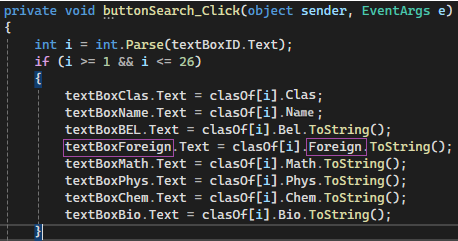 private void buttonSearch_Click(object sender, EventArgs e)
{
int i = int.Parse(textBoxID.Text);
if (i >= 1 && i <= 26)
{
textBoxClas.Text = clasOf[i].Clas;
textBoxName.Text = clasOf[i].Name;
textBoxBEL.Text = clasOf[i].Bel.ToString();
textBoxForeign.Text = clasOf[i].Foreign.ToString();
textBoxMath.Text = clasOf[i].Math.ToString();
textBoxPhys.Text = clasOf[i].Phys.ToString();
textBoxChem.Text = clasOf[i].Chem.ToString();
textBoxBio.Text = clasOf[i].Bio.ToString();
}